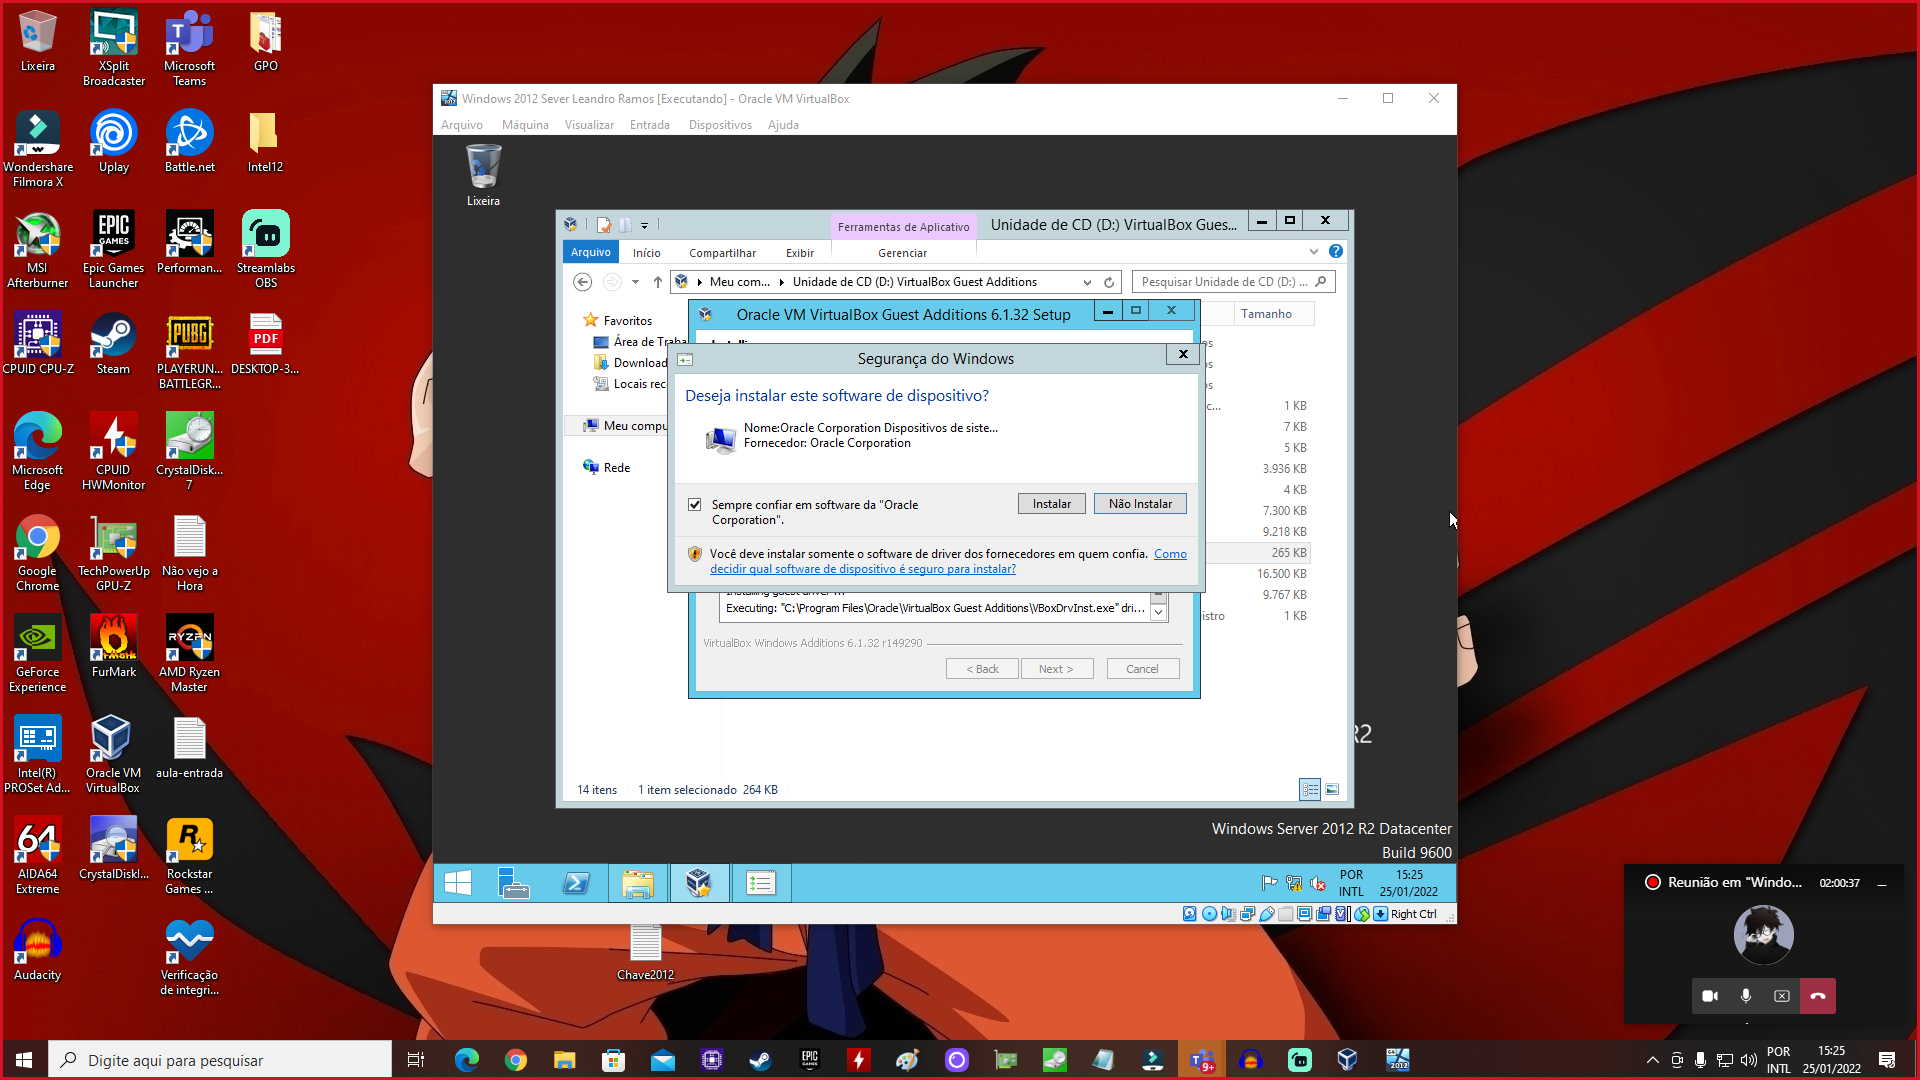 Lixeira
XSplit
Broadcaster
Microsoft
Teams
GPO
Wondershare
Filmora X
Uplay
Battle.net
Intel12
MSI
Afterburner
Epic Games
Launcher
Performan...
Streamlabs
OBS
CPUID CPU-Z
Steam
PLAYERUN...
BATTLEGR...
DESKTOP-3...
Microsoft
Edge
CPUID
HWMonitor
CrystalDisk...
7
Google
Chrome
TechPowerUp
GPU-Z
Não vejo a
Hora
GeForce
Experience
FurMark
AMD Ryzen
Master
Intel(R)
PROSet Ad...
Oracle VM
VirtualBox
aula-entrada
AIDA64
Extreme
CrystalDiskI...
Rockstar
Games ...
Audacity
Verificação
de integri...
Chave2012
Windows 2012 Sever Leandro Ramos [Executando] - Oracle VM VirtualBox
Arquivo Máquina Visualizar Entrada Dispositivos Ajuda
Lixeira
Ferramentas de Aplicativo
Unidade de CD (D:) VirtualBox Gues...
Arquivo Início Compartilhar Exibir Gerenciar
Meu com... Unidade de CD (D:) VirtualBox Guest Additions
Pesquisar Unidade de CD (D:) ...
Favoritos
Área de Traba
Download
Locais rec
Meu compu
Rede
Tamanho
1 KB
7 KB
5 KB
3.936 KB
4 KB
7.300 KB
9.218 KB
265 KB
16.500 KB
9.767 KB
istro 1 KB
Oracle VM VirtualBox Guest Additions 6.1.32 Setup
Segurança do Windows
Deseja instalar este software de dispositivo?
Nome:Oracle Corporation Dispositivos de siste...
Fornecedor: Oracle Corporation
Sempre confiar em software da "Oracle
Corporation".
Instalar
Não Instalar
Você deve instalar somente o software de driver dos fornecedores em quem confia. Como
decidir qual software de dispositivo é seguro para instalar?
Executing: "C:\Program Files\Oracle\VirtualBox Guest Additions\VBoxDrvInst.exe" dri...
VirtualBox Windows Additions 6.1.32 r149290
< Back
Next >
Cancel
14 itens 1 item selecionado 264 KB
R2
Windows Server 2012 R2 Datacenter
Build 9600
POR
INTL
15:25
25/01/2022
Right Ctrl
Reunião em "Windo... 02:00:37
Digite aqui para pesquisar
9+
POR
INTL
15:25
25/01/2022